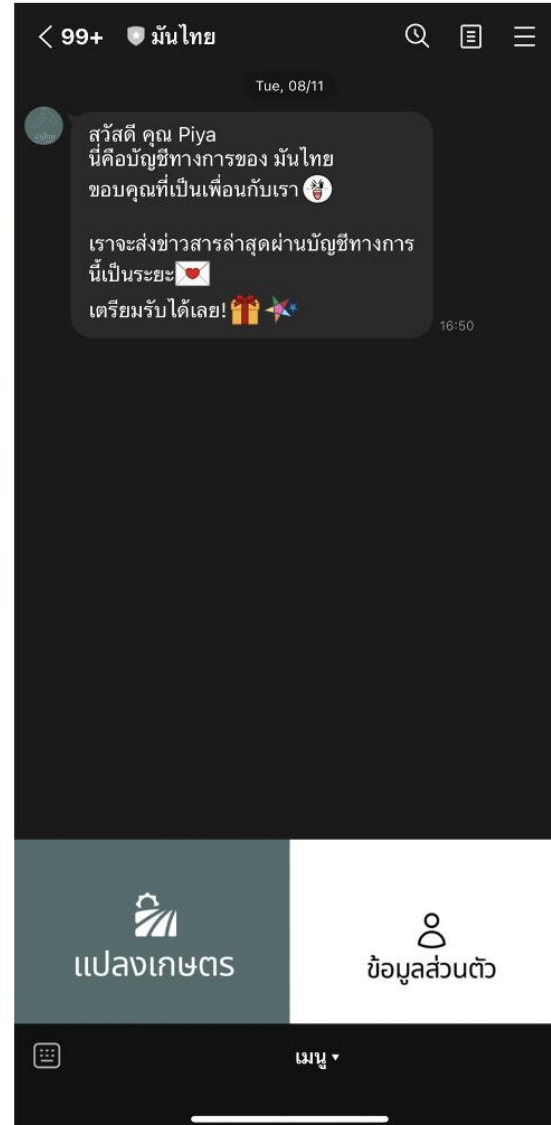 99+ มันไทย
Tue, 08/11
สวัสดี คุณ Piya
นี่คือบัญชีทางการของ มันไทย
ขอบคุณที่เป็นเพื่อนกับเรา
เราจะส่งข่าวสารล่าสุดผ่านบัญชีทางการ
นี้เป็นระยะ
เตรียมรับได้เลย!
16:50
แปลงเกษตร
ข้อมูลส่วนตัว
เมนู